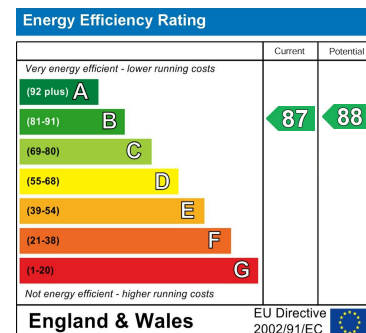 Energy Efficiency Rating
Current Potential
Very energy efficient - lower running costs
(92 plus) A
(81-91) B 87 88
(69-80) C
(55-68) D
(39-54) E
(21-38) F
(1-20) G
Not energy efficient - higher running costs
England & Wales
EU Directive
2002/91/EC